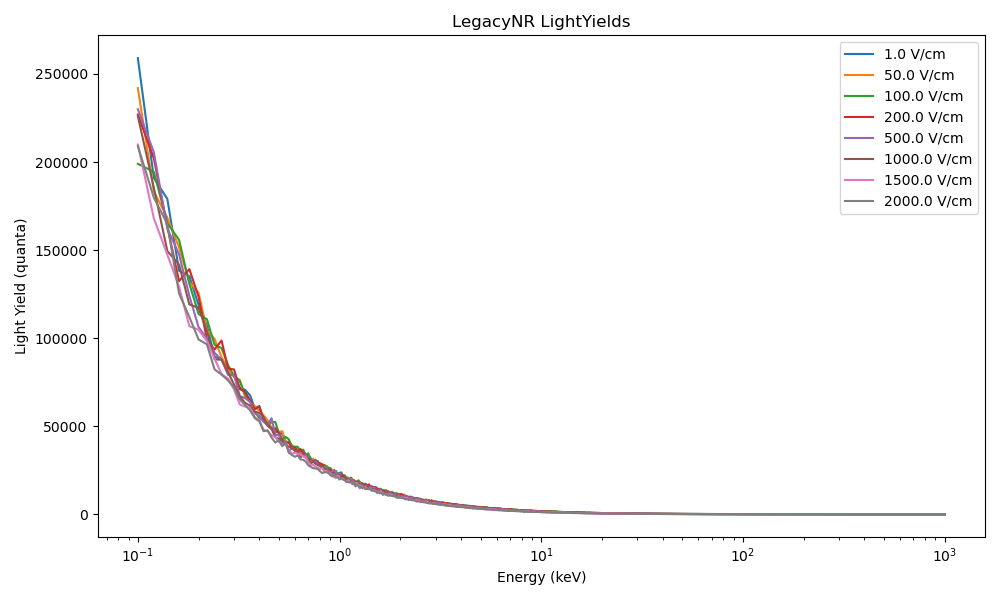 LegacyNR LightYields
Light Yield (quanta)
250000
200000
150000
100000
50000
0
1.0 V/cm
50.0 V/cm
100.0 V/cm
200.0 V/cm
500.0 V/cm
1000.0 V/cm
1500.0 V/cm
2000.0 V/cm
10⁻¹ 10⁰ 10¹ 10² 10³
Energy (keV)